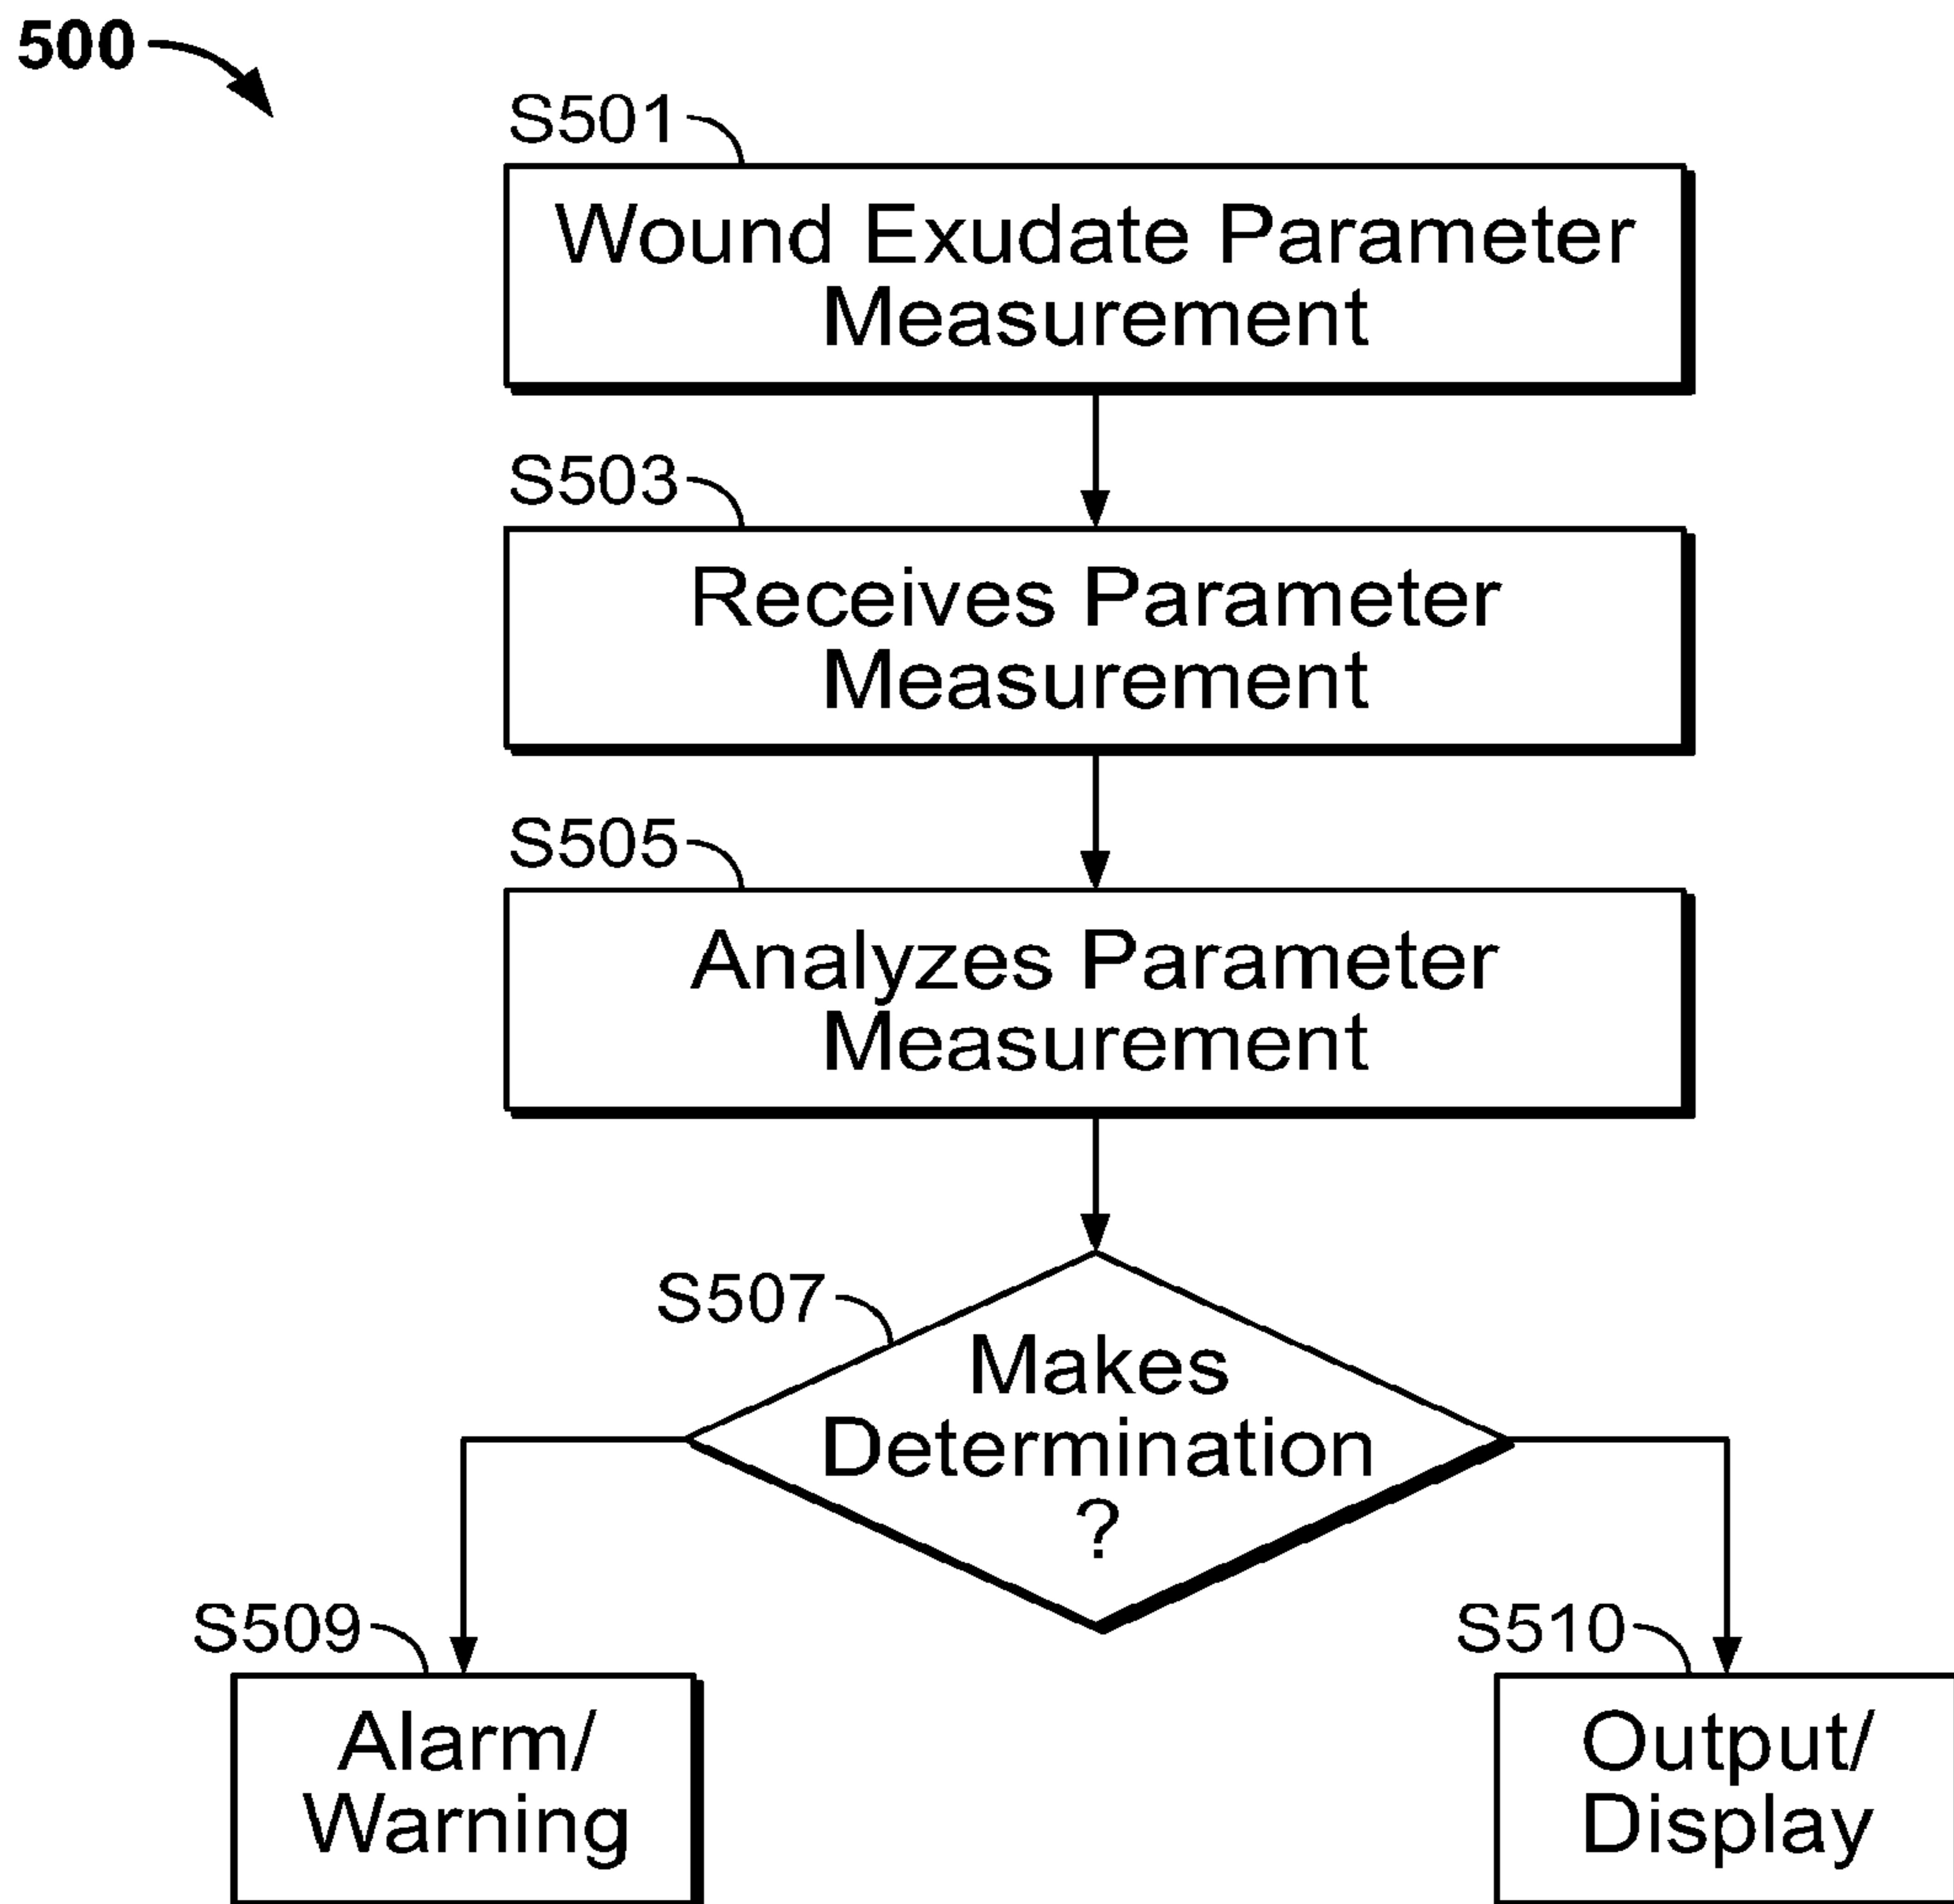 500
S501
Wound Exudate Parameter
Measurement
S503
Receives Parameter
Measurement
S505
Analyzes Parameter
Measurement
S507
Makes
Determination
?
S509
Alarm/
Warning
S510
Output/
Display